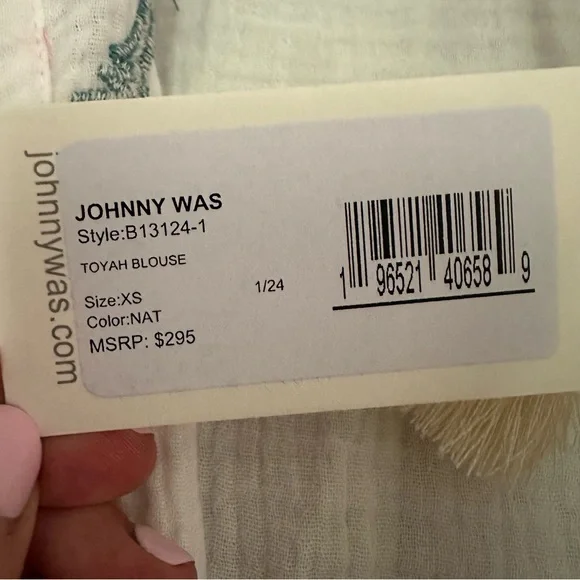 johnnywas.com
JOHNNY WAS
Style:B13124-1
TOYAH BLOUSE
1/24
Size:XS
Color:NAT
MSRP: $295
1 96521 40658 9